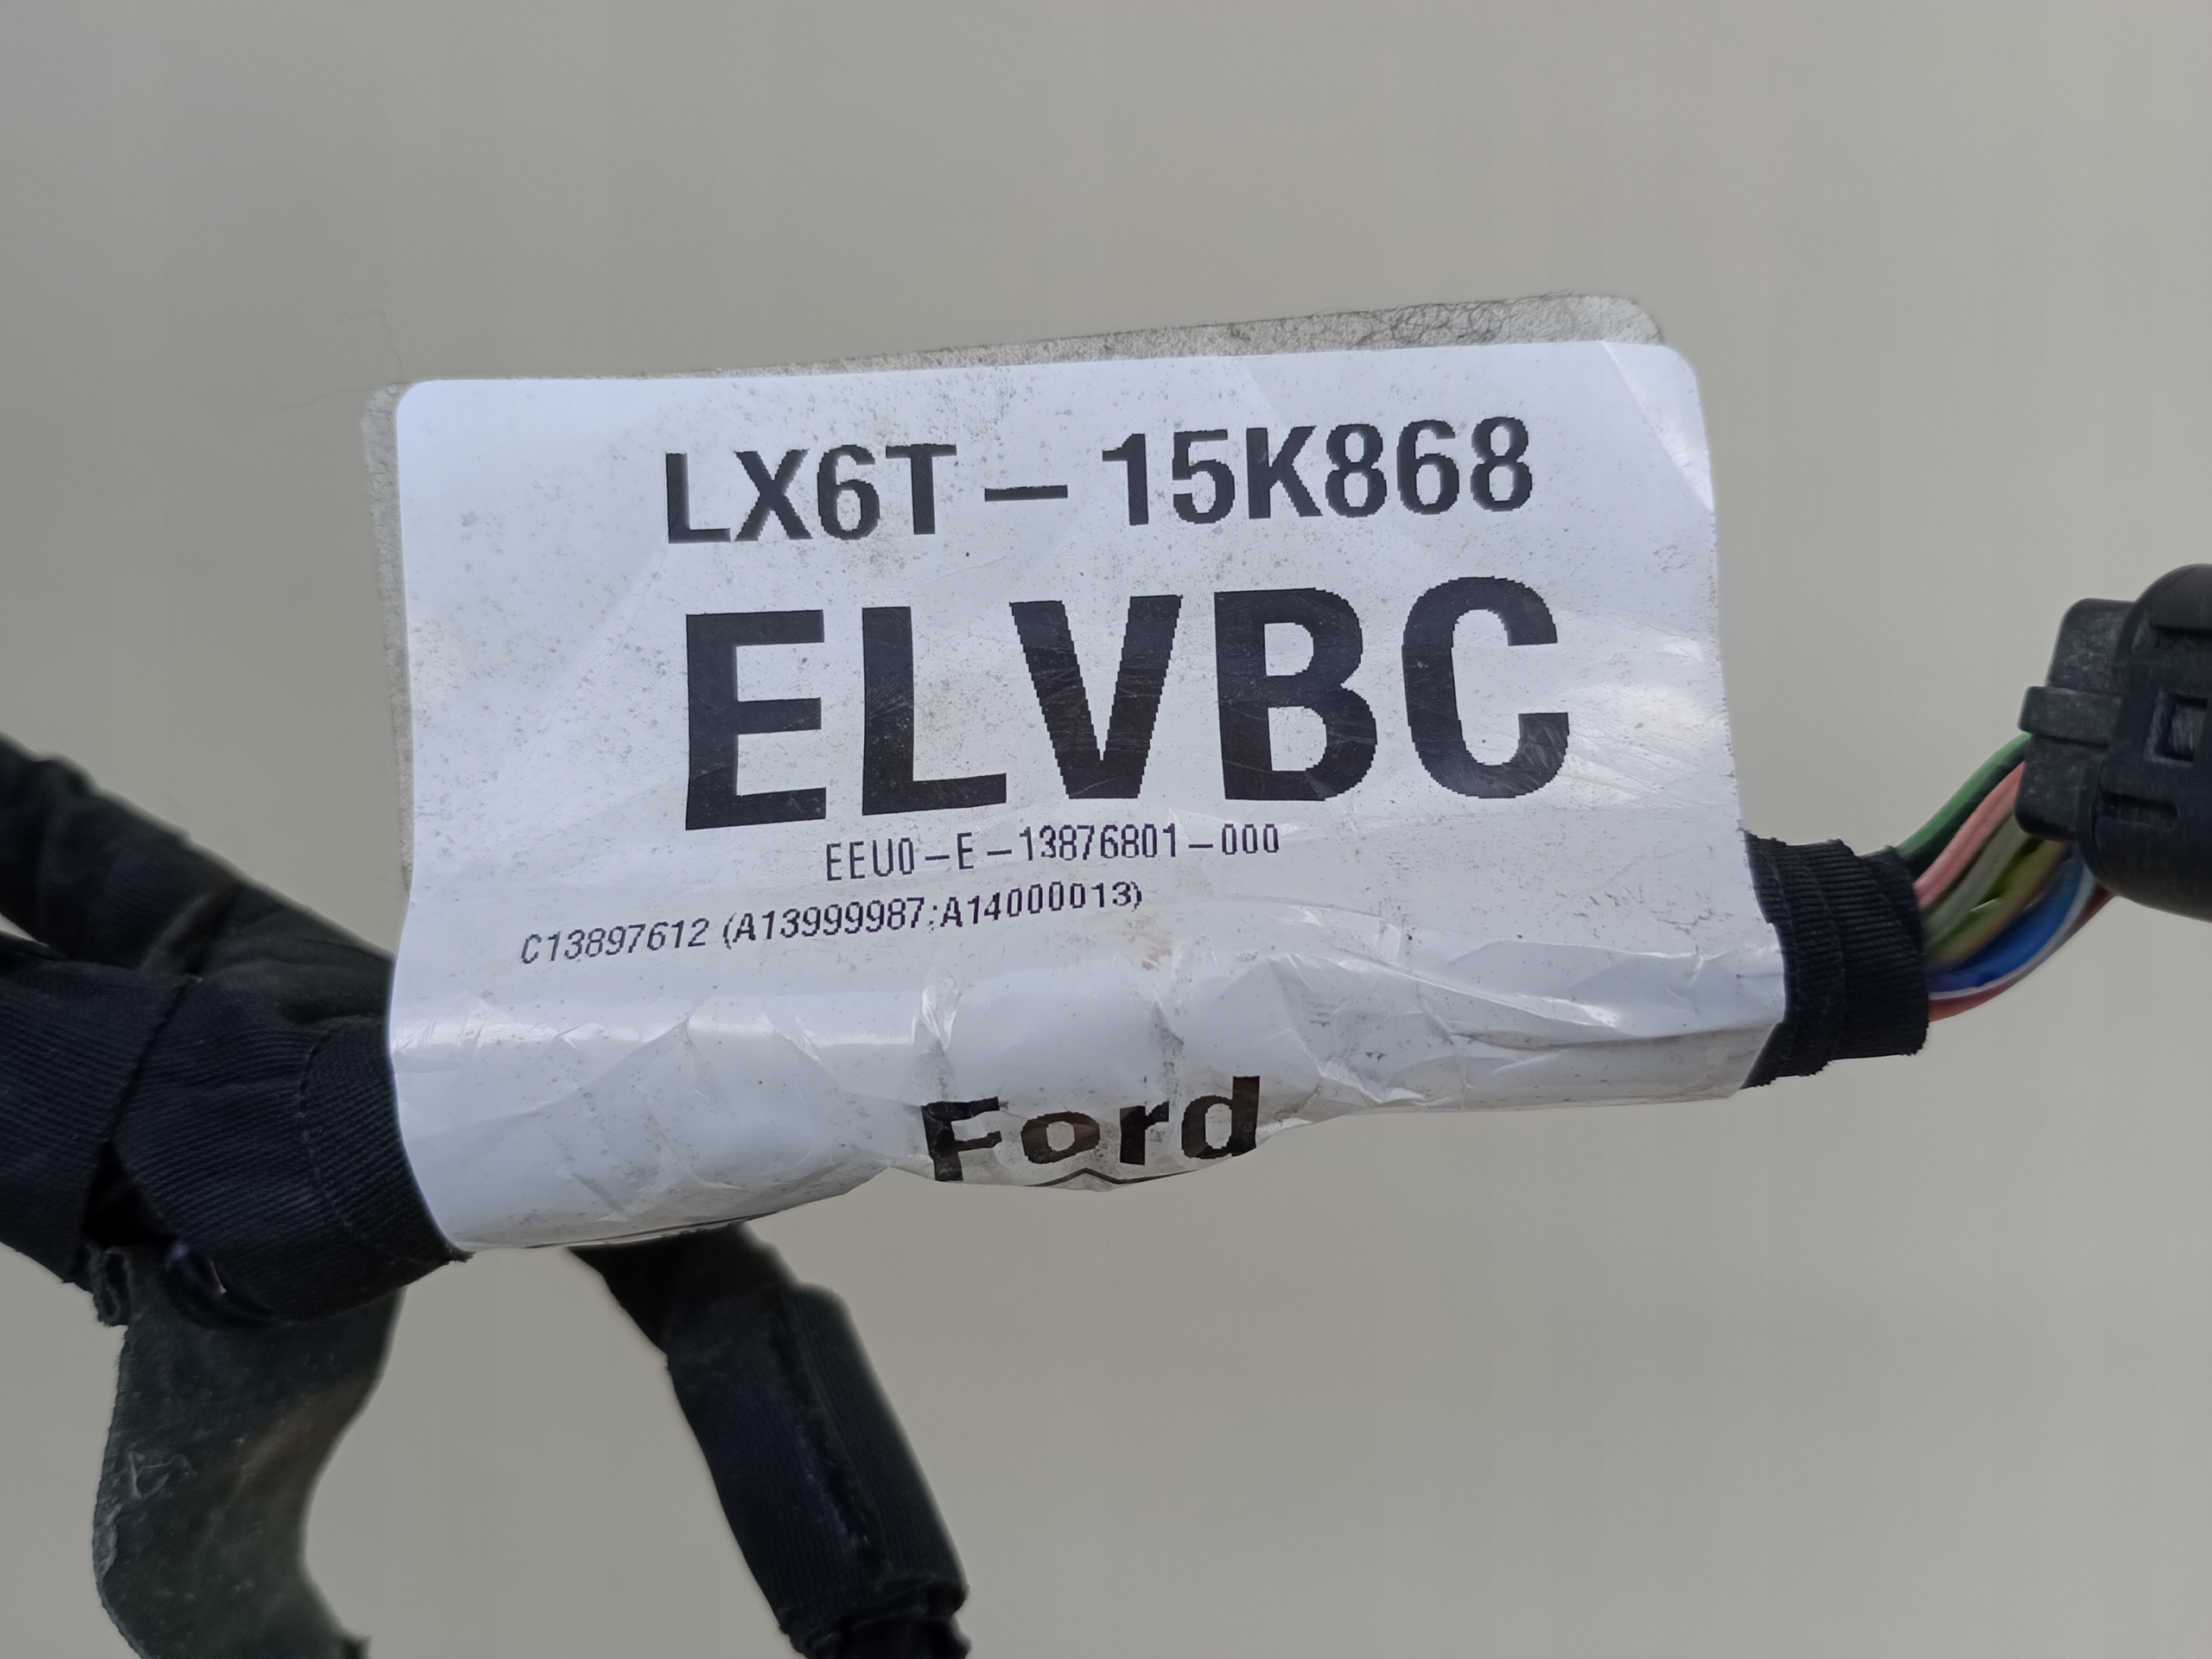 LX6T - 15K868
ELVBC
EEU0-E-13876801-000
C13897612 (A13999987;A14000013)
Ford